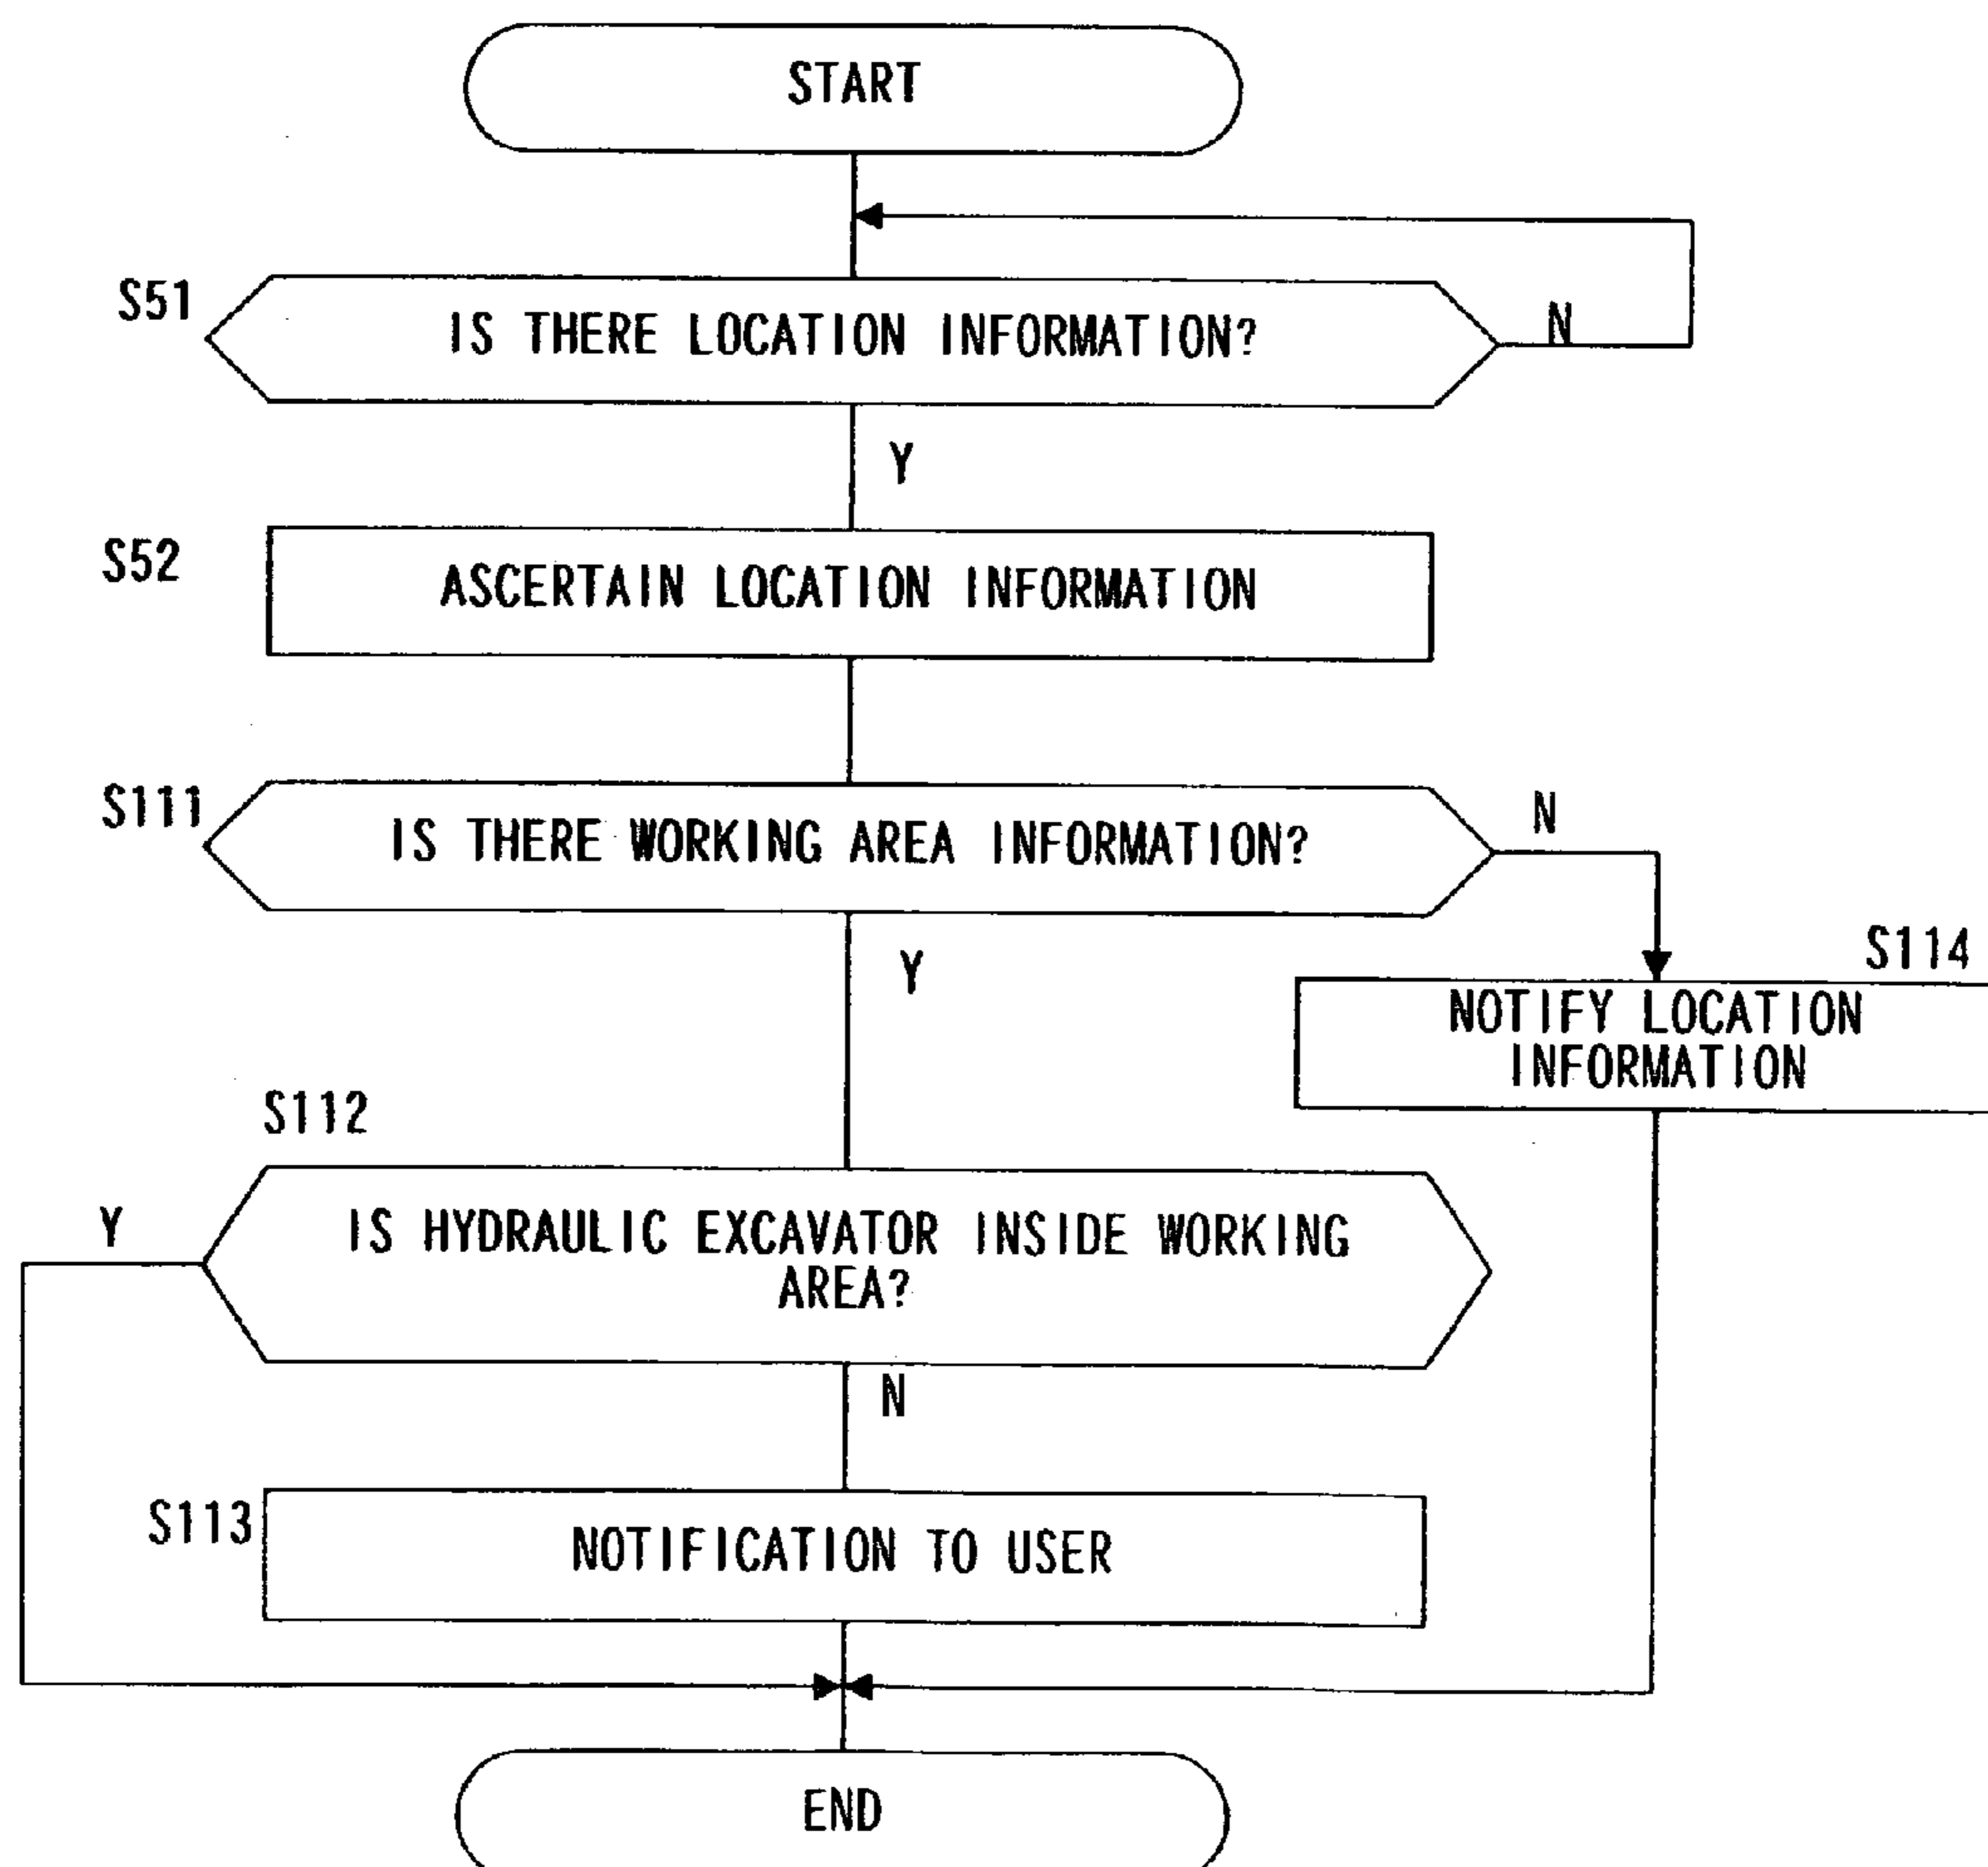 START
S51
IS THERE LOCATION INFORMATION?
N
Y
S52
ASCERTAIN LOCATION INFORMATION
S111
IS THERE WORKING AREA INFORMATION?
N
Y
S114
NOTIFY LOCATION
INFORMATION
S112
Y
IS HYDRAULIC EXCAVATOR INSIDE WORKING
AREA?
N
S113
NOTIFICATION TO USER
END